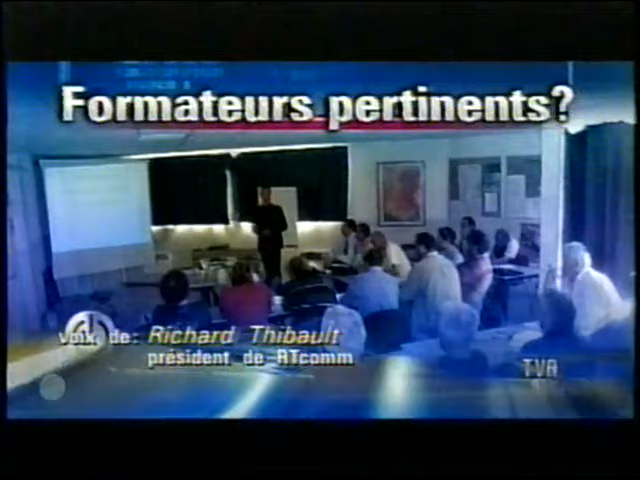 Formateurs pertinents?
voix de: Richard Thibault
président de RTcomm
TVA